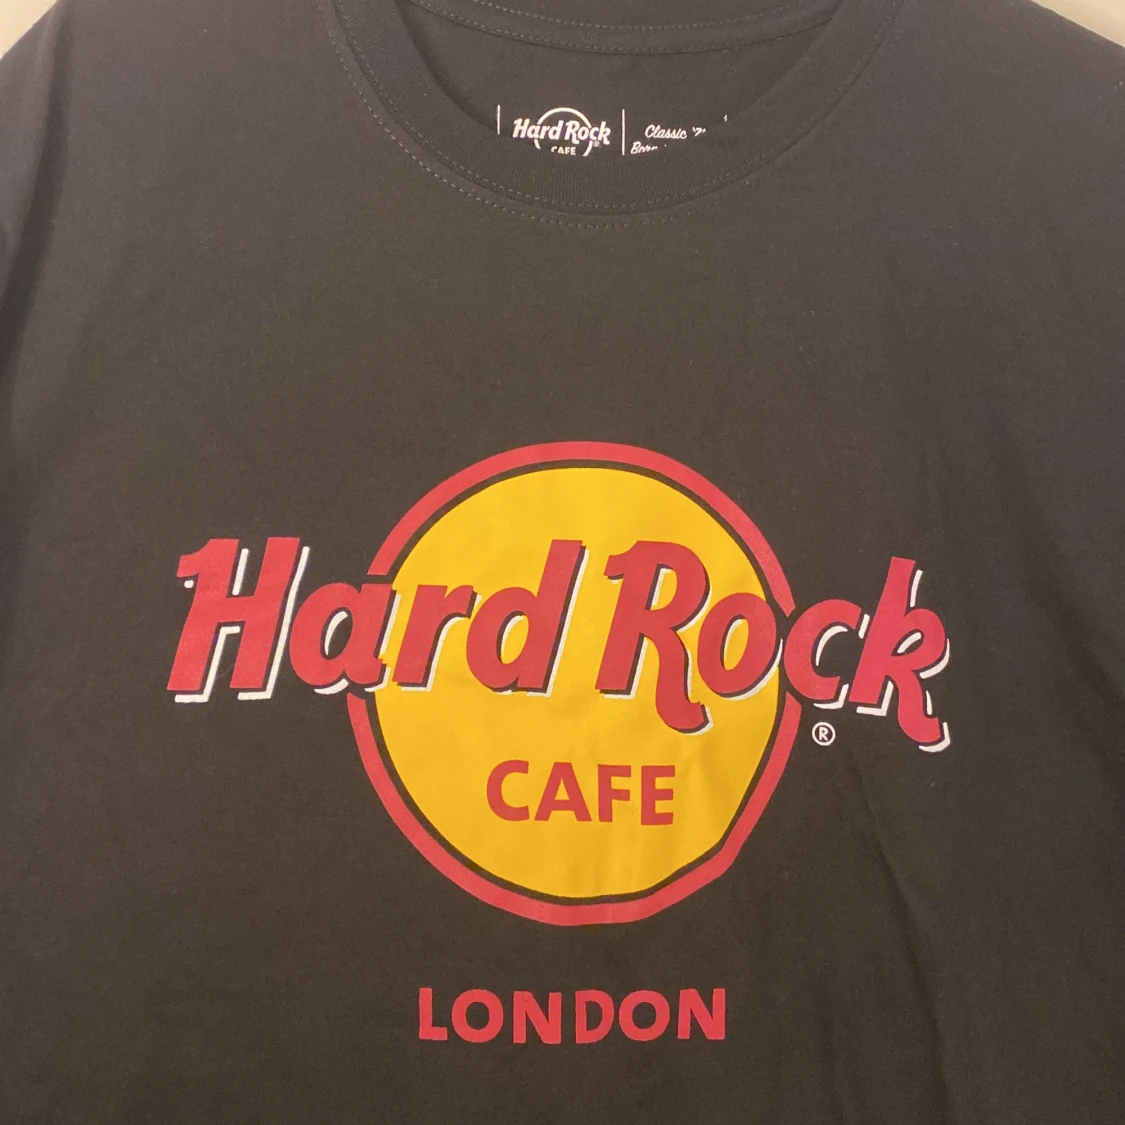 Hard Rock
CAFE
Classic
Hard Rock
CAFE
®
LONDON